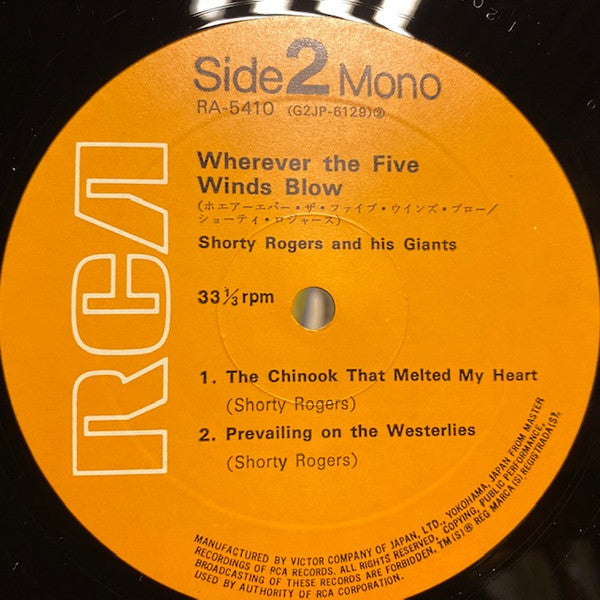 Side 2 Mono
RA-5410 (G2JP-6129)Ⓡ
Wherever the Five
Winds Blow
(ホエアーエバー・ザ・ファイブ・ウインズ・ブロー/
ショーティ・ロジャース)
Shorty Rogers and his Giants
33 1/3 rpm
1. The Chinook That Melted My Heart
(Shorty Rogers)
2. Prevailing on the Westerlies
(Shorty Rogers)
RCA
MANUFACTURED BY VICTOR COMPANY OF JAPAN, LTD., YOKOHAMA, JAPAN FROM MASTER
RECORDINGS OF RCA RECORDS. ALL RIGHTS RESERVED, COPYING, PUBLIC PERFORMANCE,
BROADCASTING OF THESE RECORDS ARE FORBIDDEN. TM(S)® REG MARCA(S) REGISTRADA(S).
USED BY AUTHORITY OF RCA CORPORATION.